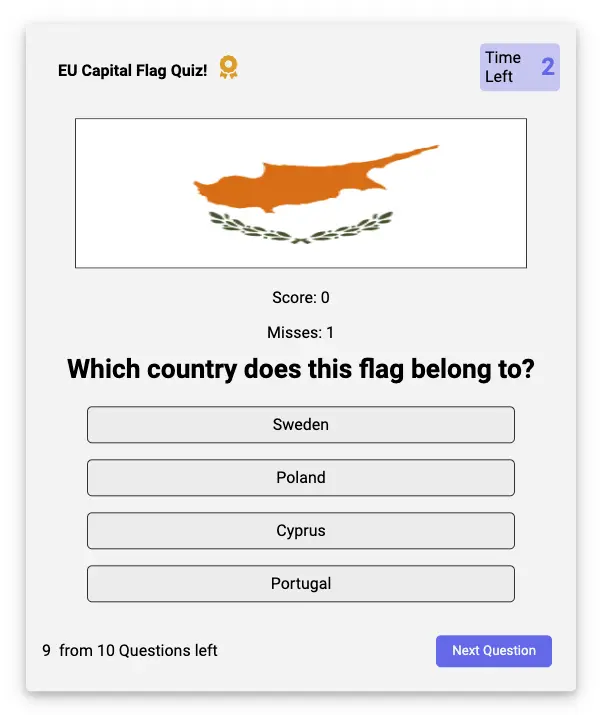 EU Capital Flag Quiz!
Time
Left
2
Score: 0
Misses: 1
Which country does this flag belong to?
Sweden
Poland
Cyprus
Portugal
9 from 10 Questions left
Next Question